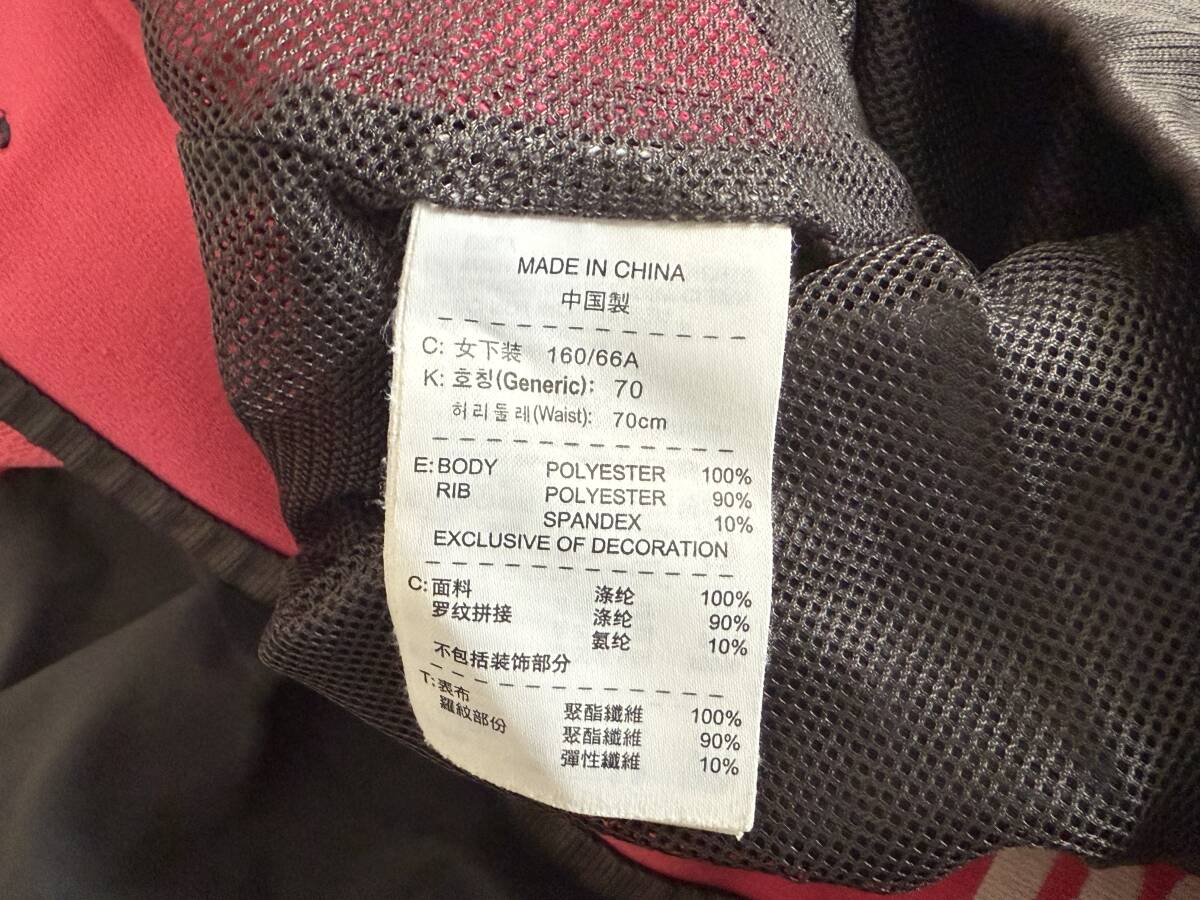 MADE IN CHINA
中国製
C: 女下装 160/66A
K: 호칭(Generic): 70
허리둘레(Waist): 70cm
E: BODY POLYESTER 100%
RIB POLYESTER 90%
SPANDEX 10%
EXCLUSIVE OF DECORATION
C: 面料 涤纶 100%
罗纹拼接 涤纶 90%
氨纶 10%
不包括装饰部分
T: 表布 聚酯纖維 100%
羅紋部份 聚酯纖維 90%
彈性纖維 10%